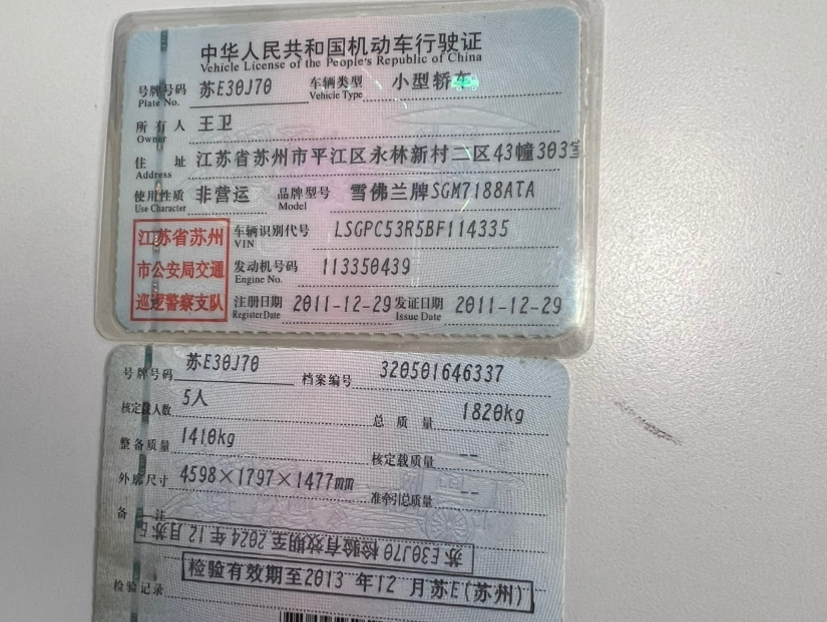 中华人民共和国机动车行驶证
Vehicle License of the People's Republic of China
号牌号码 苏E30J70 车辆类型 小型轿车
Plate No. Vehicle Type
所有人 王卫
Owner
住址 江苏省苏州市平江区永林新村二区43幢303室
Address
使用性质 非营运 品牌型号 雪佛兰牌SGM7188ATA
Use Character Model
江苏省苏州 车辆识别代号 LSGPC53R5BF114335
VIN
市公安局交通 发动机号码 113350439
Engine No.
巡逻警察支队 注册日期 2011-12-29 发证日期 2011-12-29
Register Date Issue Date
号牌号码 苏E30J70 档案编号 320501646337
核定载人数 5人 总质量 1820kg
整备质量 1410kg 核定载质量 --
外廓尺寸 4598×1797×1477mm 准牵引总质量 --
备注
苏E30J70 检验有效期至2024年12月苏E
检验记录 检验有效期至2013年12月苏E(苏州)